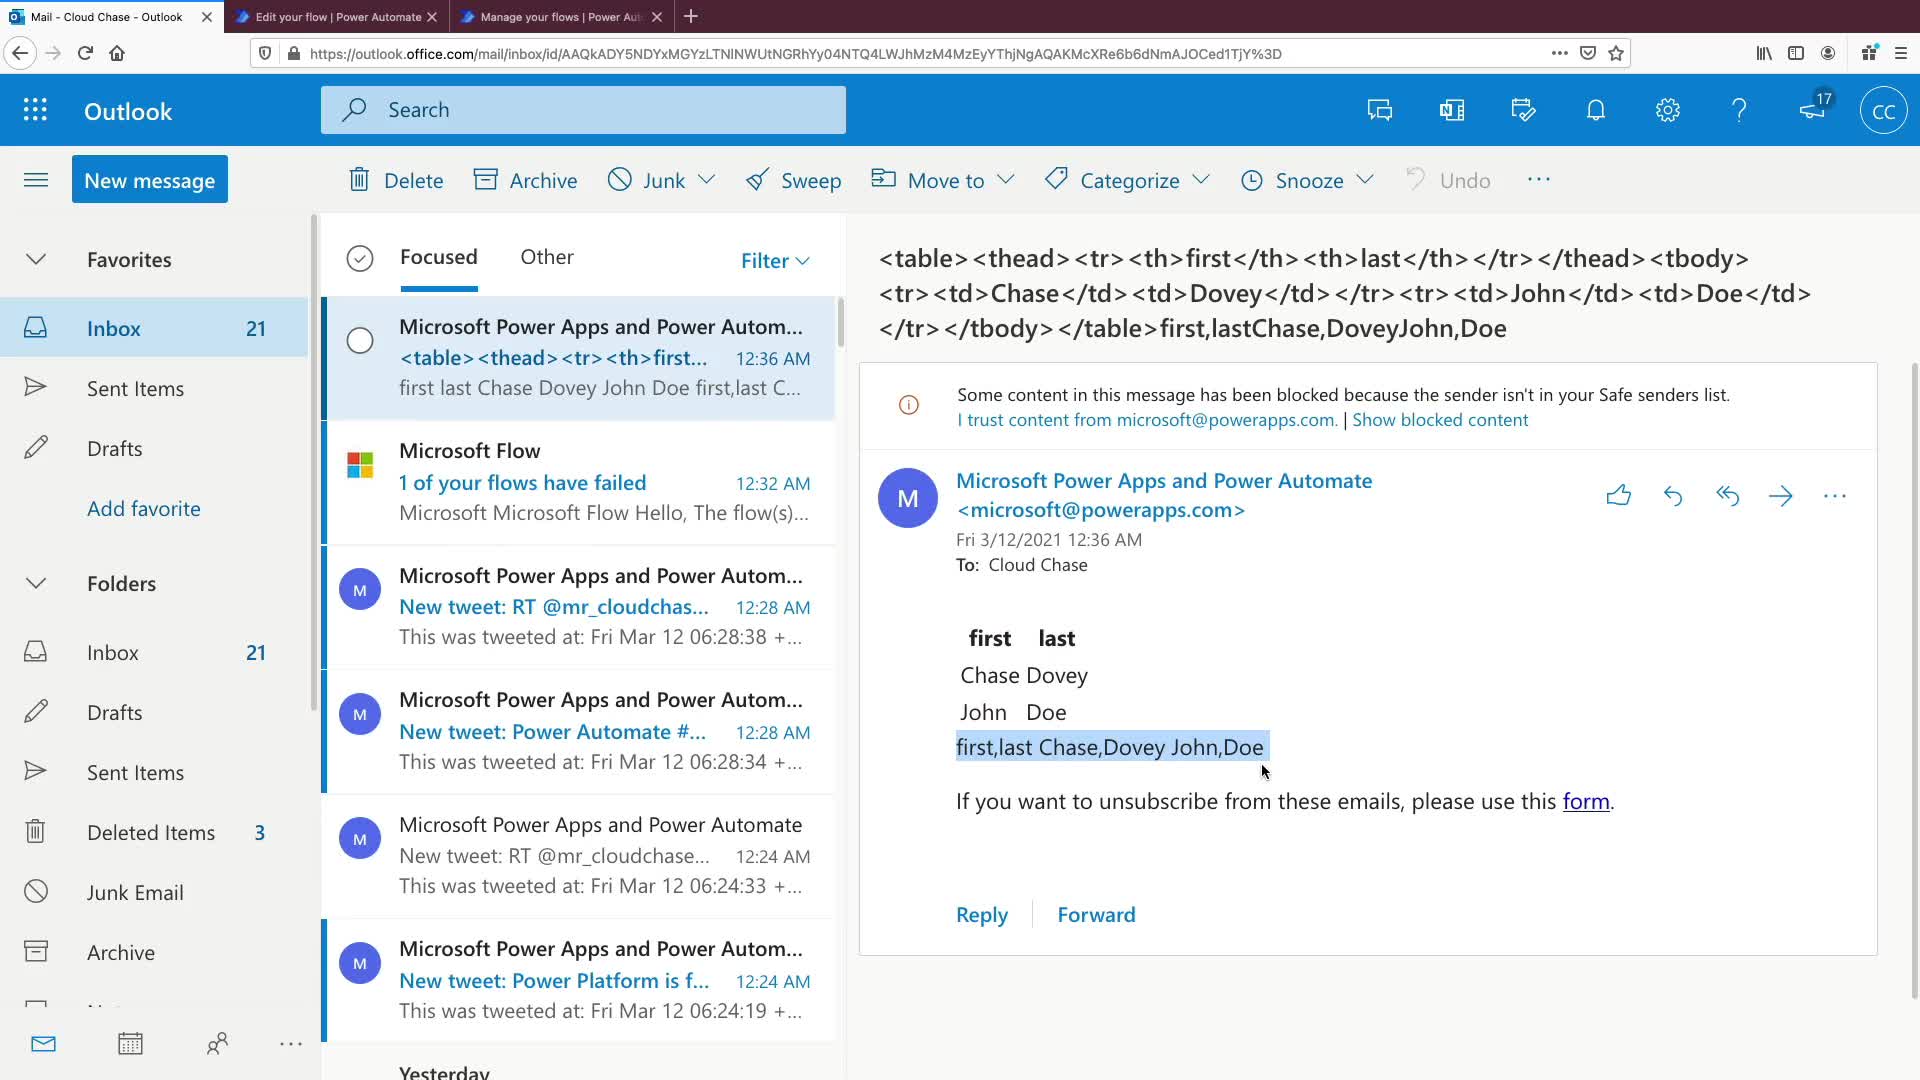 Mail - Cloud Chase - Outlook
Edit your flow | Power Automate
Manage your flows | Power Aut
https://outlook.office.com/mail/inbox/id/AAQkADY5NDYxMGYzLTNlNWUtNGRhYy04NTQ4LWJhMzM4MzEyYThjNgAQAKMcXRe6b6dNmAJOCed1TjY%3D
Outlook
Search
17
CC
New message
Delete
Archive
Junk
Sweep
Move to
Categorize
Snooze
Undo
Favorites
Inbox 21
Sent Items
Drafts
Add favorite
Folders
Inbox 21
Drafts
Sent Items
Deleted Items 3
Junk Email
Archive
Focused
Other
Filter
Microsoft Power Apps and Power Autom...
<table><thead><tr><th>first... 12:36 AM
first last Chase Dovey John Doe first,last C...
Microsoft Flow
1 of your flows have failed 12:32 AM
Microsoft Microsoft Flow Hello, The flow(s)...
M
Microsoft Power Apps and Power Autom...
New tweet: RT @mr_cloudchas... 12:28 AM
This was tweeted at: Fri Mar 12 06:28:38 +...
M
Microsoft Power Apps and Power Autom...
New tweet: Power Automate #... 12:28 AM
This was tweeted at: Fri Mar 12 06:28:34 +...
M
Microsoft Power Apps and Power Automate
New tweet: RT @mr_cloudchase... 12:24 AM
This was tweeted at: Fri Mar 12 06:24:33 +...
M
Microsoft Power Apps and Power Autom...
New tweet: Power Platform is f... 12:24 AM
This was tweeted at: Fri Mar 12 06:24:19 +...
Yesterday
<table><thead><tr><th>first</th><th>last</th></tr></thead><tbody>
<tr><td>Chase</td><td>Dovey</td></tr><tr><td>John</td><td>Doe</td>
</tr></tbody></table>first,lastChase,DoveyJohn,Doe
Some content in this message has been blocked because the sender isn't in your Safe senders list.
I trust content from microsoft@powerapps.com. | Show blocked content
M
Microsoft Power Apps and Power Automate
<microsoft@powerapps.com>
Fri 3/12/2021 12:36 AM
To: Cloud Chase
first last
Chase Dovey
John Doe
first,last Chase,Dovey John,Doe
If you want to unsubscribe from these emails, please use this form.
Reply
Forward